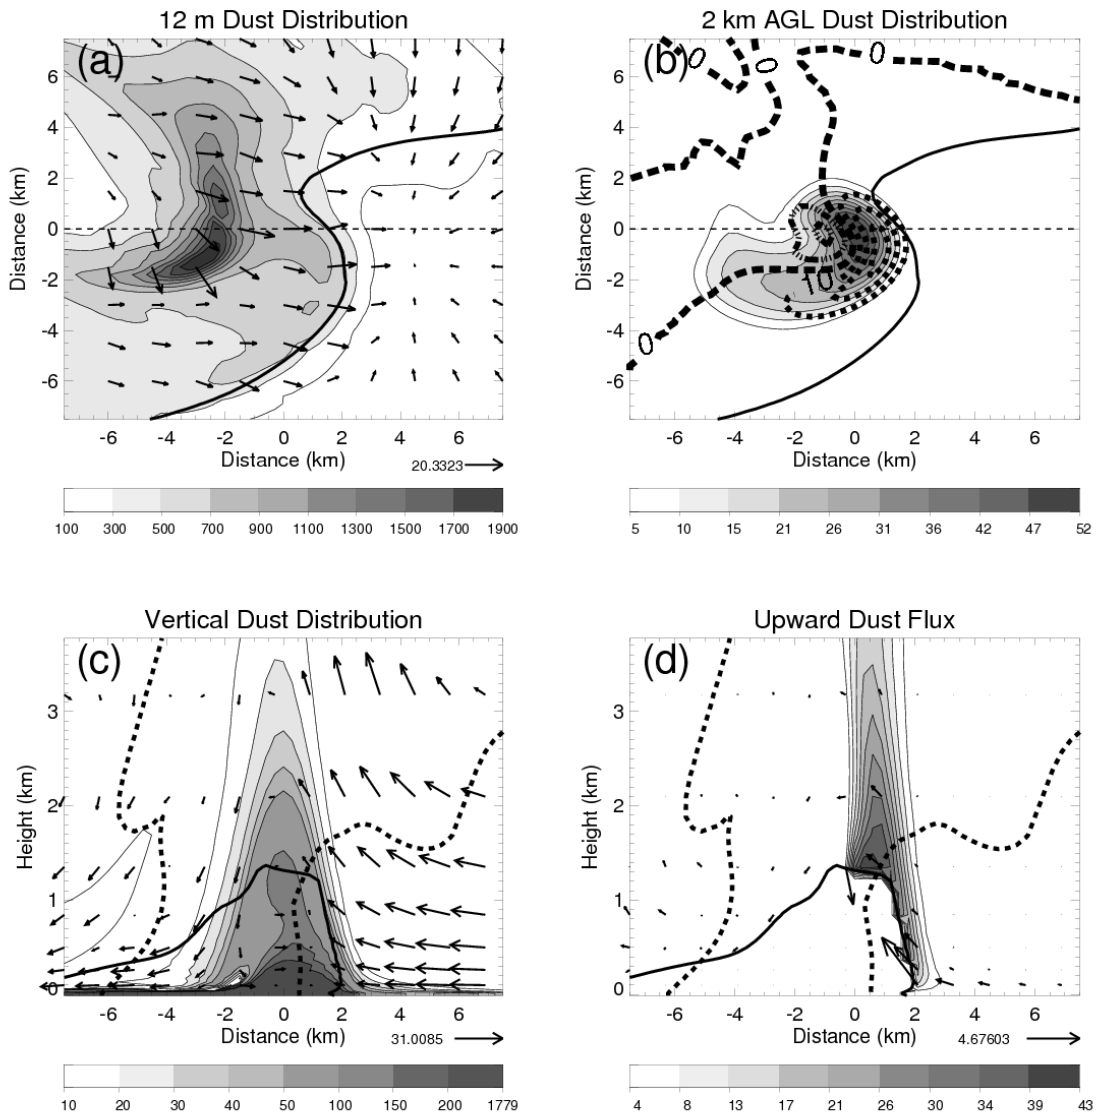 12 m Dust Distribution
(a)
6
4
2
0
-2
-4
-6
Distance (km)
-6 -4 -2 0 2 4 6
Distance (km)
20.3323
100 300 500 700 900 1100 1300 1500 1700 1900
2 km AGL Dust Distribution
(b)
0 0 0
6
4
2
0
-2
-4
-6
Distance (km)
10
0
-6 -4 -2 0 2 4 6
Distance (km)
5 10 15 21 26 31 36 42 47 52
Vertical Dust Distribution
(c)
3
2
1
0
Height (km)
-6 -4 -2 0 2 4 6
Distance (km)
31.0085
10 20 30 40 50 100 150 200 1779
Upward Dust Flux
(d)
3
2
1
0
Height (km)
-6 -4 -2 0 2 4 6
Distance (km)
4.67603
4 8 13 17 21 26 30 34 39 43